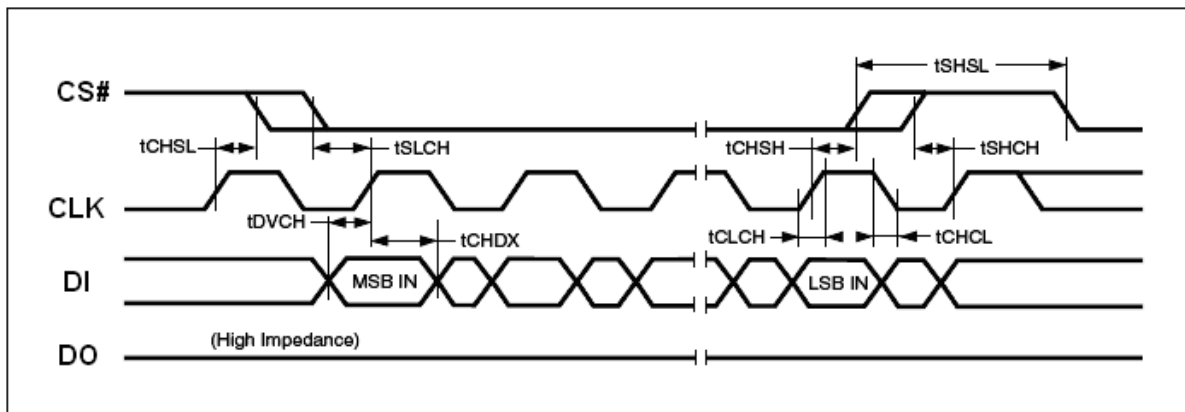 tSHSL
CS#
tCHSL
tSLCH
tCHSH
tSHCH
CLK
tDVCH
tCHDX
tCLCH
tCHCL
DI
MSB IN
LSB IN
(High Impedance)
DO